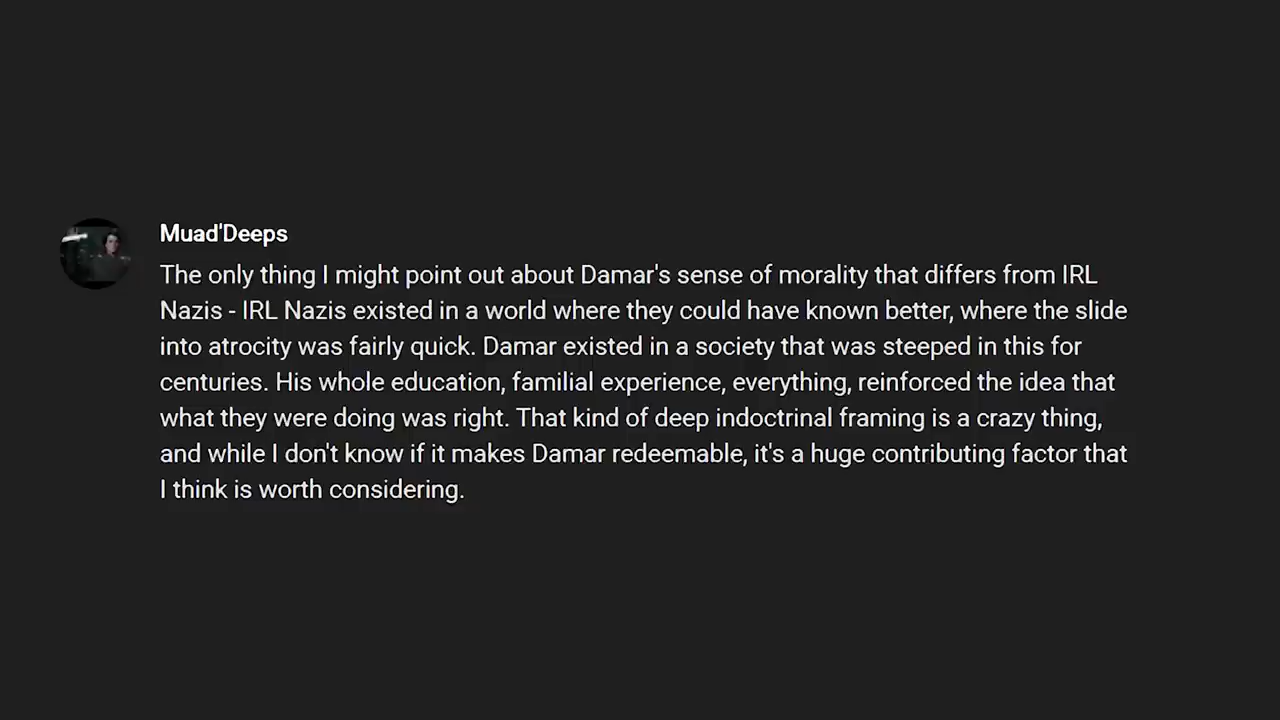 Muad'Deeps
The only thing I might point out about Damar's sense of morality that differs from IRL
Nazis - IRL Nazis existed in a world where they could have known better, where the slide
into atrocity was fairly quick. Damar existed in a society that was steeped in this for
centuries. His whole education, familial experience, everything, reinforced the idea that
what they were doing was right. That kind of deep indoctrinal framing is a crazy thing,
and while I don't know if it makes Damar redeemable, it's a huge contributing factor that
I think is worth considering.